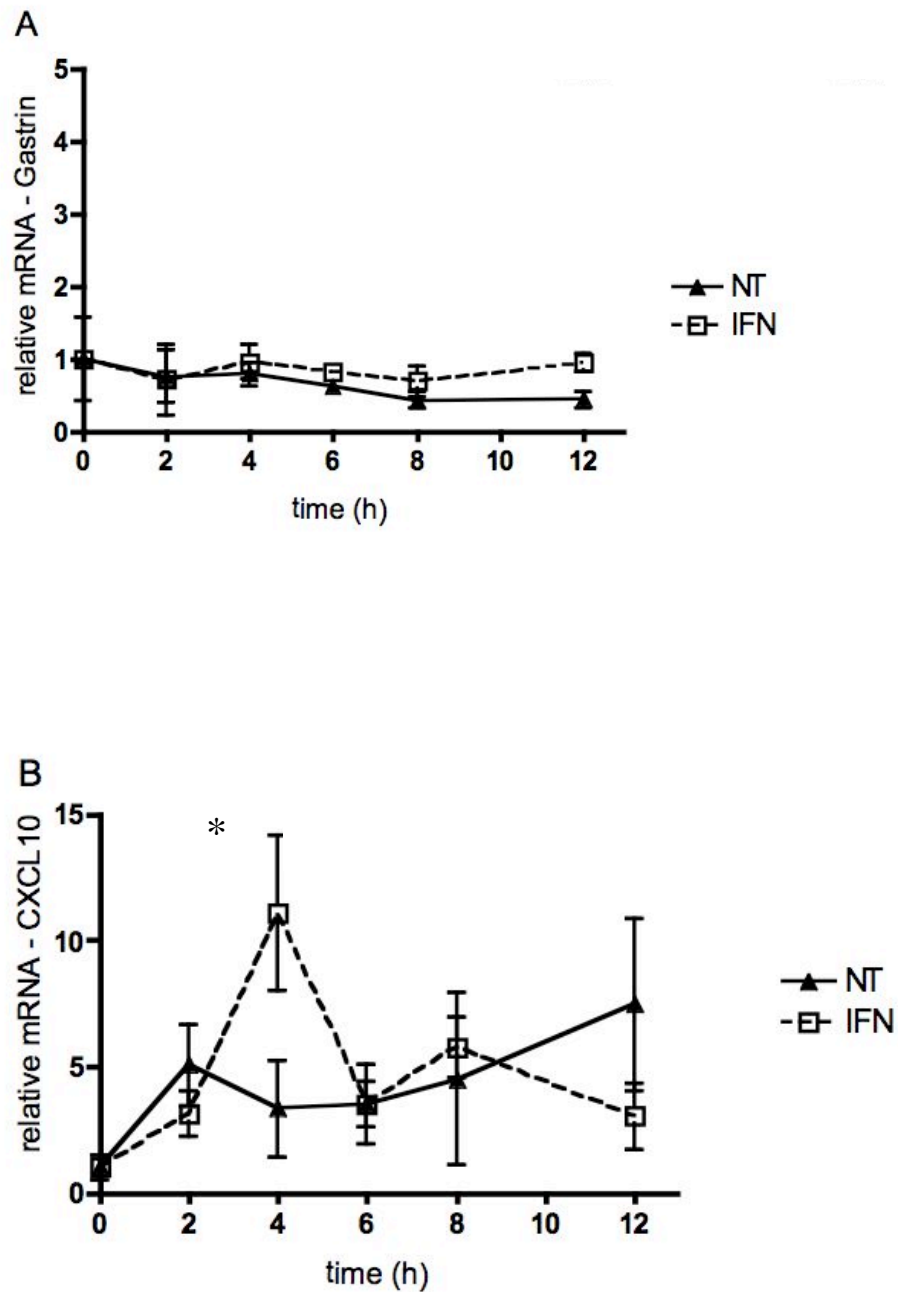 A
relative mRNA - Gastrin
5
4
3
2
1
0
0 2 4 6 8 10 12
time (h)
NT
IFN
B
relative mRNA - CXCL10
15
10
5
0
*
0 2 4 6 8 10 12
time (h)
NT
IFN